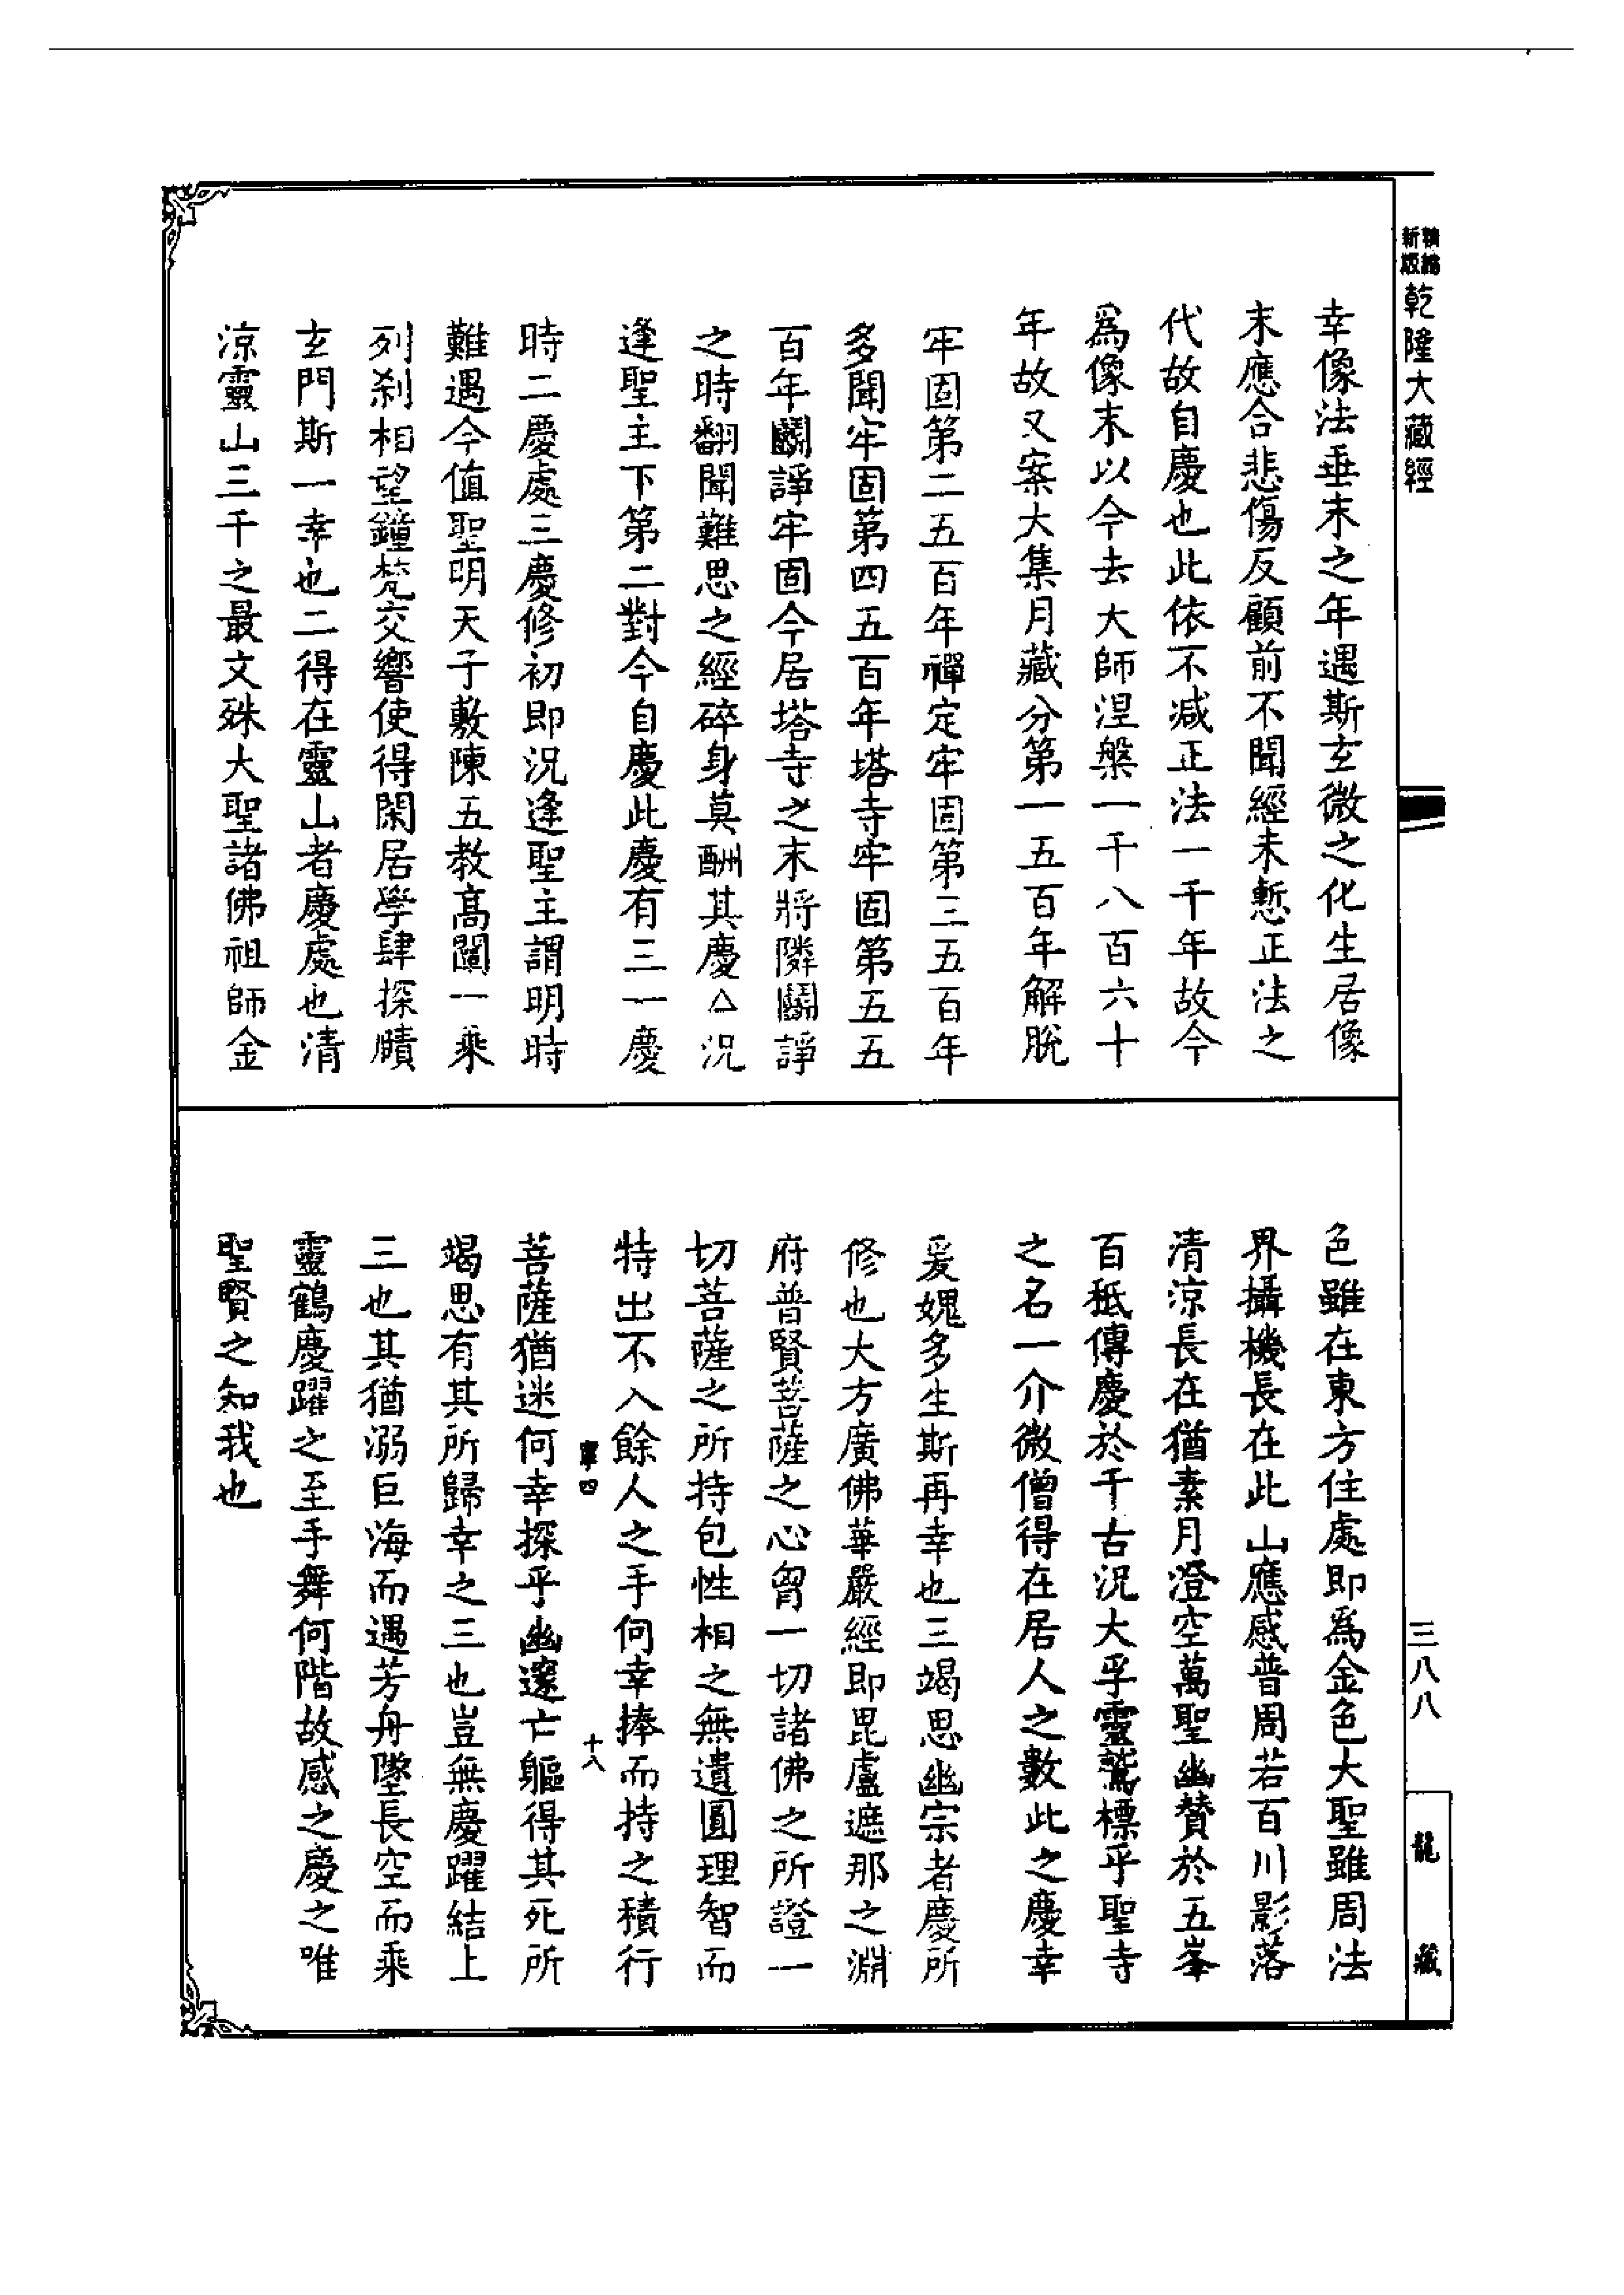 精編
新版
乾隆大藏經
幸像法垂末之年遇斯玄微之化生居像
末應合悲傷反顧前不聞經未慙正法之
代故自慶也此依不減正法一千年故今
爲像末以今去大師涅槃一千八百六十
年故又案大集月藏分第一五百年解脫
牢固第二五百年禪定牢固第三五百年
多聞牢固第四五百年塔寺牢固第五五
百年鬭諍牢固今居塔寺之末將隣鬭諍
之時翻聞難思之經碎身莫酬其慶△況
逢聖主下第二對今自慶此慶有三一慶
時二慶處三慶修初即況逢聖主謂明時
難遇今值聖明天子敷陳五教高闡一乘
列剎相望鐘梵交響使得閑居學肆探賾
玄門斯一幸也二得在靈山者慶處也清
涼靈山三千之最文殊大聖諸佛祖師金
色雖在東方住處即爲金色大聖雖周法
界攝機長在此山應感普周若百川影落
清涼長在猶素月澄空萬聖幽贊於五峯
百祇傳慶於千古況大孚靈鷲標乎聖寺
之名一介微僧得在居人之數此之慶幸
爰媿多生斯再幸也三竭思幽宗者慶所
修也大方廣佛華嚴經即毘盧遮那之淵
府普賢菩薩之心胷一切諸佛之所證一
切菩薩之所持包性相之無遺圓理智而
特出不入餘人之手何幸捧而持之積行
寧四
十八
菩薩猶迷何幸探乎幽邃亡軀得其死所
竭思有其所歸幸之三也豈無慶躍結上
三也其猶溺巨海而遇芳舟墜長空而乘
靈鶴慶躍之至手舞何階故感之慶之唯
聖賢之知我也
三八八
龍藏